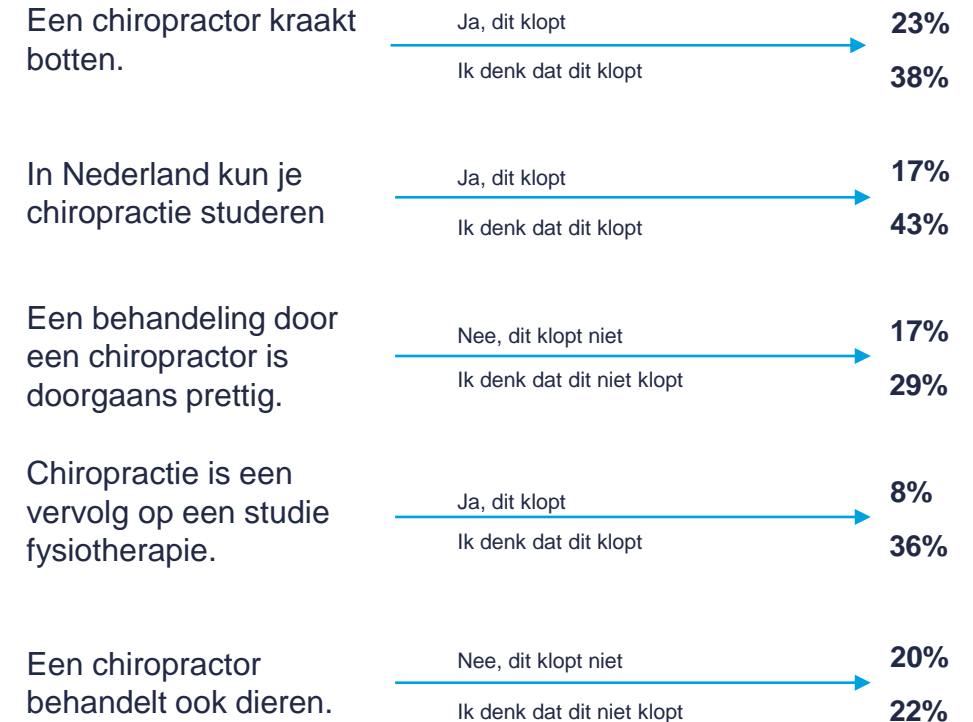 Een chiropractor kraakt
botten.
Ja, dit klopt
23%
Ik denk dat dit klopt
38%
In Nederland kun je
chiropractie studeren
Ja, dit klopt
17%
Ik denk dat dit klopt
43%
Een behandeling door
een chiropractor is
doorgaans prettig.
Nee, dit klopt niet
17%
Ik denk dat dit niet klopt
29%
Chiropractie is een
vervolg op een studie
fysiotherapie.
Ja, dit klopt
8%
Ik denk dat dit klopt
36%
Een chiropractor
behandelt ook dieren.
Nee, dit klopt niet
20%
Ik denk dat dit niet klopt
22%